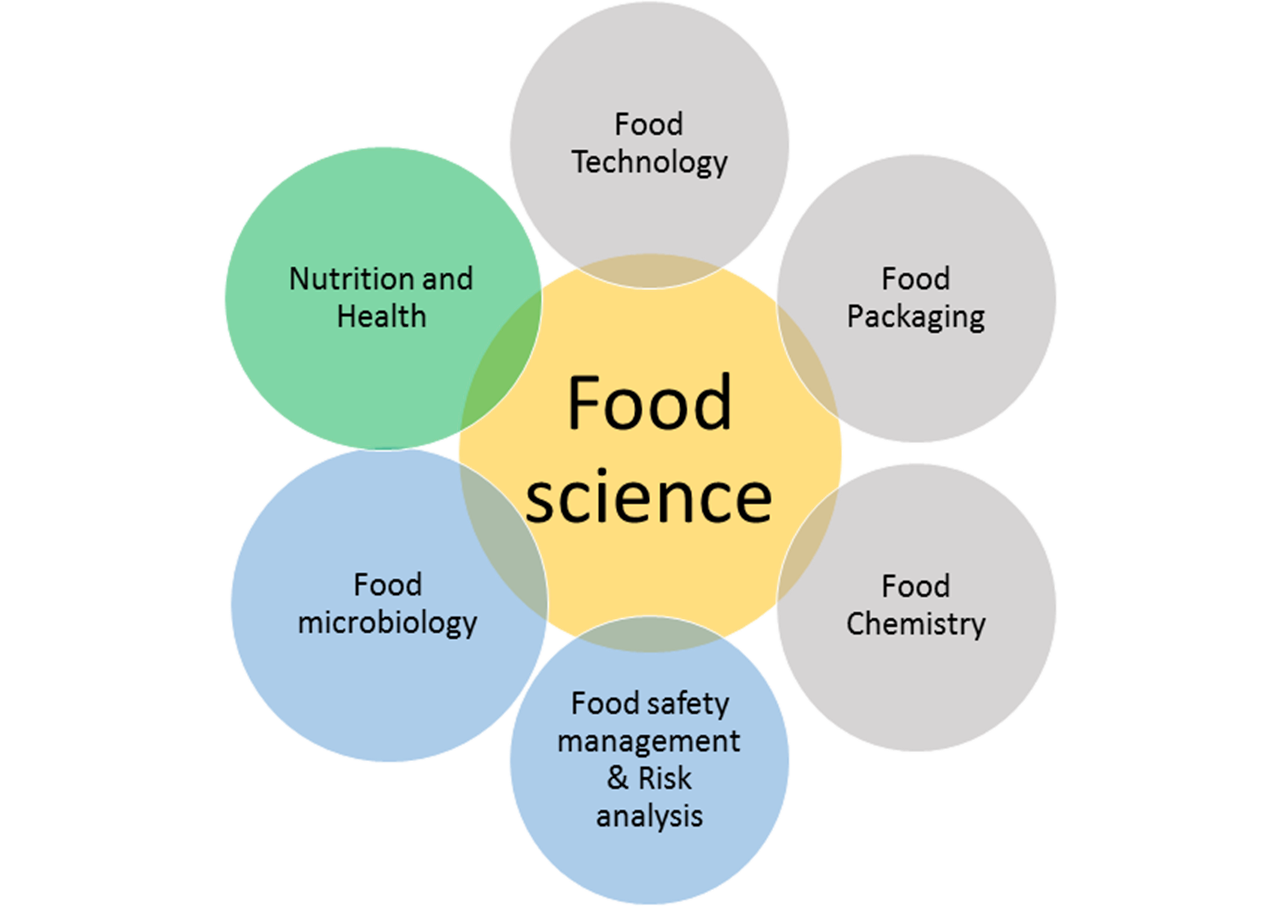 Food
Technology
Nutrition and
Health
Food
Packaging
Food
science
Food
microbiology
Food
Chemistry
Food safety
management
& Risk
analysis